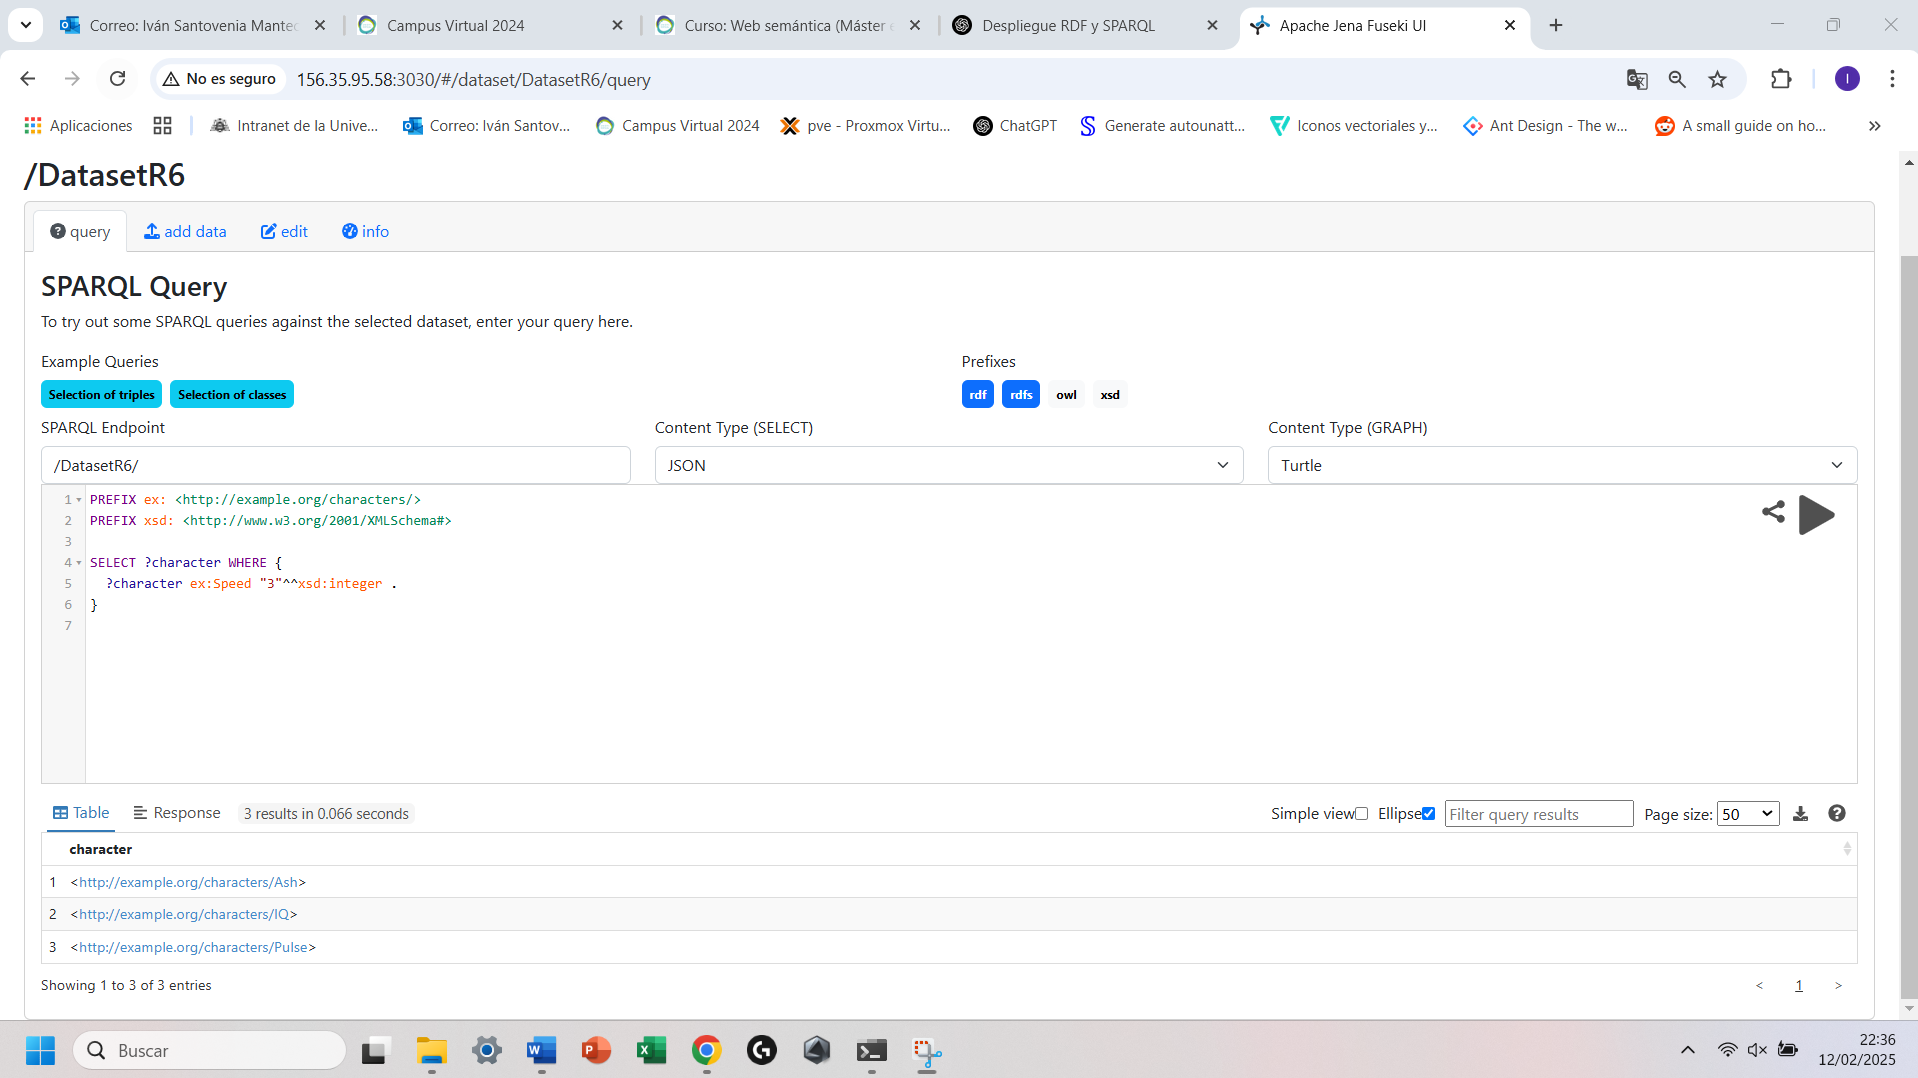 Correo: Iván Santovenia Mantec
Campus Virtual 2024
Curso: Web semántica (Máster e
Despliegue RDF y SPARQL
Apache Jena Fuseki UI
No es seguro
156.35.95.58:3030/#/dataset/DatasetR6/query
I
Aplicaciones
Intranet de la Unive...
Correo: Iván Santov...
Campus Virtual 2024
pve - Proxmox Virtu...
ChatGPT
Generate autounatt...
Iconos vectoriales y...
Ant Design - The w...
A small guide on ho...
/DatasetR6
query
add data
edit
info
SPARQL Query
To try out some SPARQL queries against the selected dataset, enter your query here.
Example Queries
Prefixes
Selection of triples
Selection of classes
rdf
rdfs
owl
xsd
SPARQL Endpoint
Content Type (SELECT)
Content Type (GRAPH)
/DatasetR6/
JSON
Turtle
1 PREFIX ex: <http://example.org/characters/>
2 PREFIX xsd: <http://www.w3.org/2001/XMLSchema#>
3
4 SELECT ?character WHERE {
5 ?character ex:Speed "3"^^xsd:integer .
6 }
7
Table
Response
3 results in 0.066 seconds
Simple view
Ellipse
Filter query results
Page size: 50
character
1 <http://example.org/characters/Ash>
2 <http://example.org/characters/IQ>
3 <http://example.org/characters/Pulse>
Showing 1 to 3 of 3 entries
< 1 >
Buscar
22:36
12/02/2025